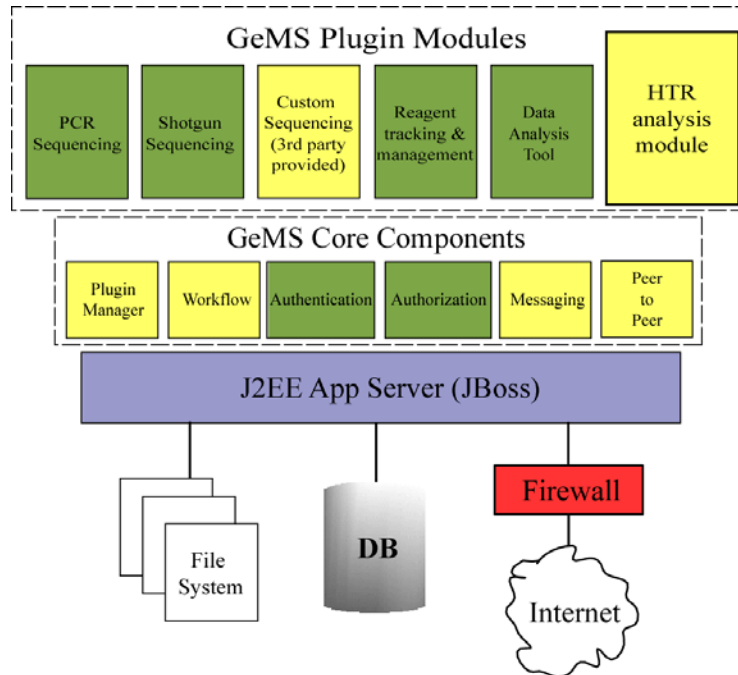 GeMS Plugin Modules
PCR
Sequencing
Shotgun
Sequencing
Custom
Sequencing
(3rd party
provided)
Reagent
tracking &
management
Data
Analysis
Tool
HTR
analysis
module
GeMS Core Components
Plugin
Manager
Workflow
Authentication
Authorization
Messaging
Peer
to
Peer
J2EE App Server (JBoss)
File
System
DB
Firewall
Internet